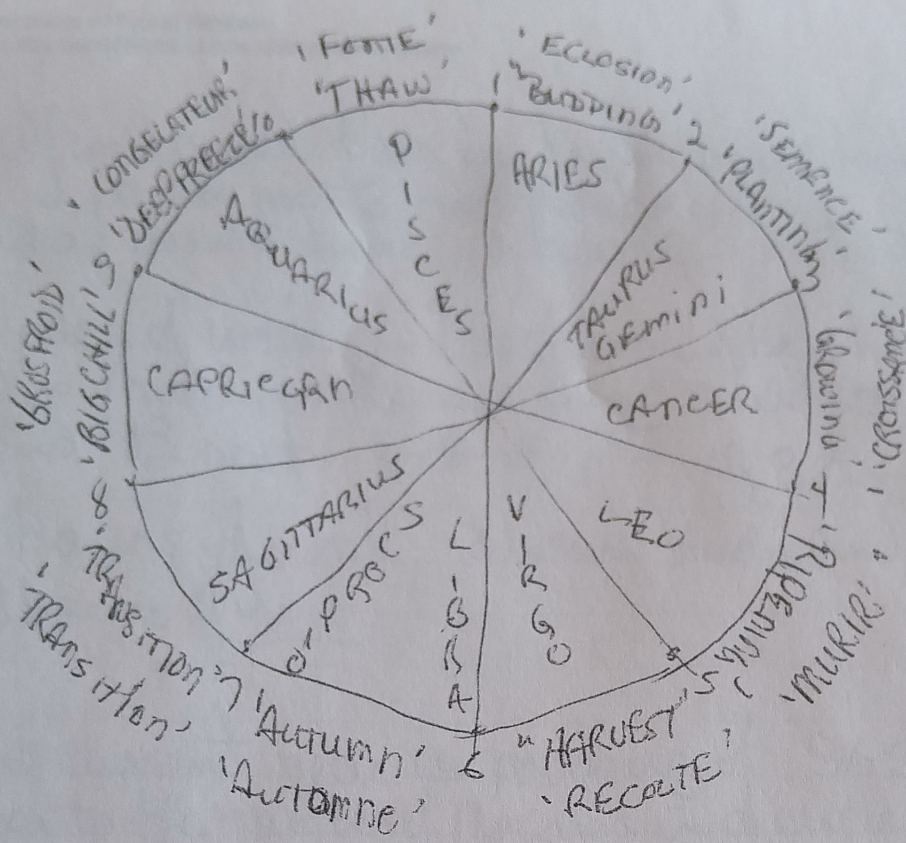 'ECLOSION'
1 "BUDDING'
'SEMENCE'
2 'PLANTING'
'CROISSANCE'
3 'GROWING'
"MURIR'
4 'RIPENING'
"HARVEST' 5
'RECOLTE'
6 'AUTUMN'
'AUTOMNE'
7 'TRANSITION'
'TRANSITION'
8 'BIGCHILL'
'GROSFROID'
9 'DEEPFREEZE'
'CONGELATEUR'
10
'FONTE'
'THAW'
ARIES
TAURUS
GEMINI
CANCER
LEO
VIRGO
LIBRA
SAGITTARIUS
CAPRICORN
AQUARIUS
PISCES